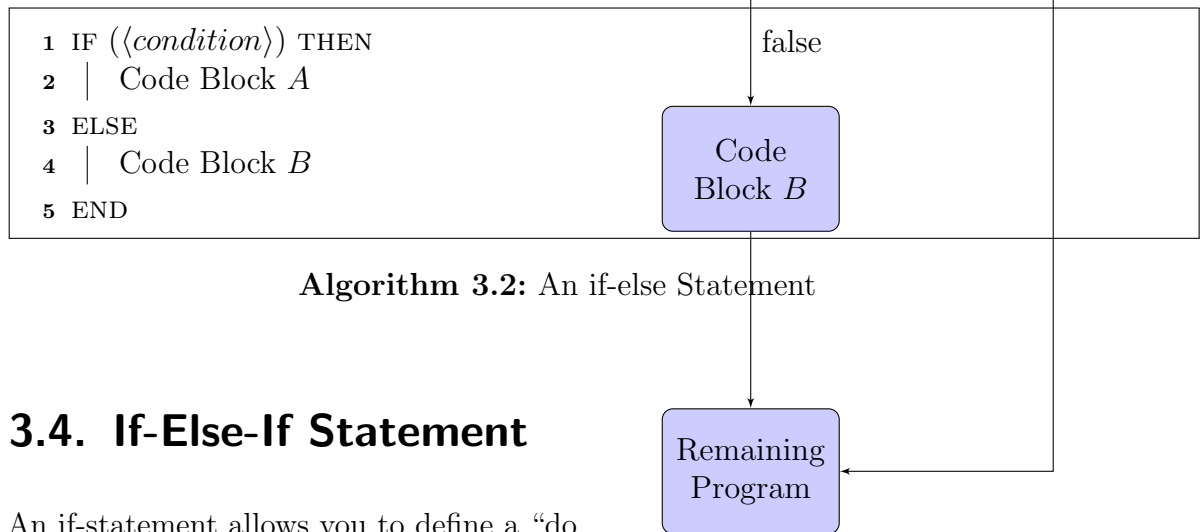 1 IF (⟨condition⟩) THEN
2 Code Block A
3 ELSE
4 Code Block B
5 END
false
Code
Block B
Algorithm 3.2: An if-else Statement
3.4. If-Else-If Statement
Remaining
Program
An if-statement allows you to define a “do